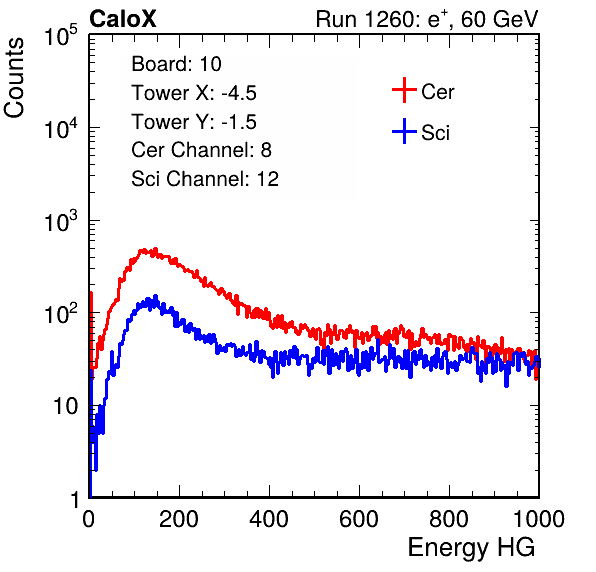 CaloX Run 1260: e⁺, 60 GeV
Counts
Board: 10
Tower X: -4.5
Tower Y: -1.5
Cer Channel: 8
Sci Channel: 12
Cer
Sci
10⁵
10⁴
10³
10²
10
1
0 200 400 600 800 1000
Energy HG